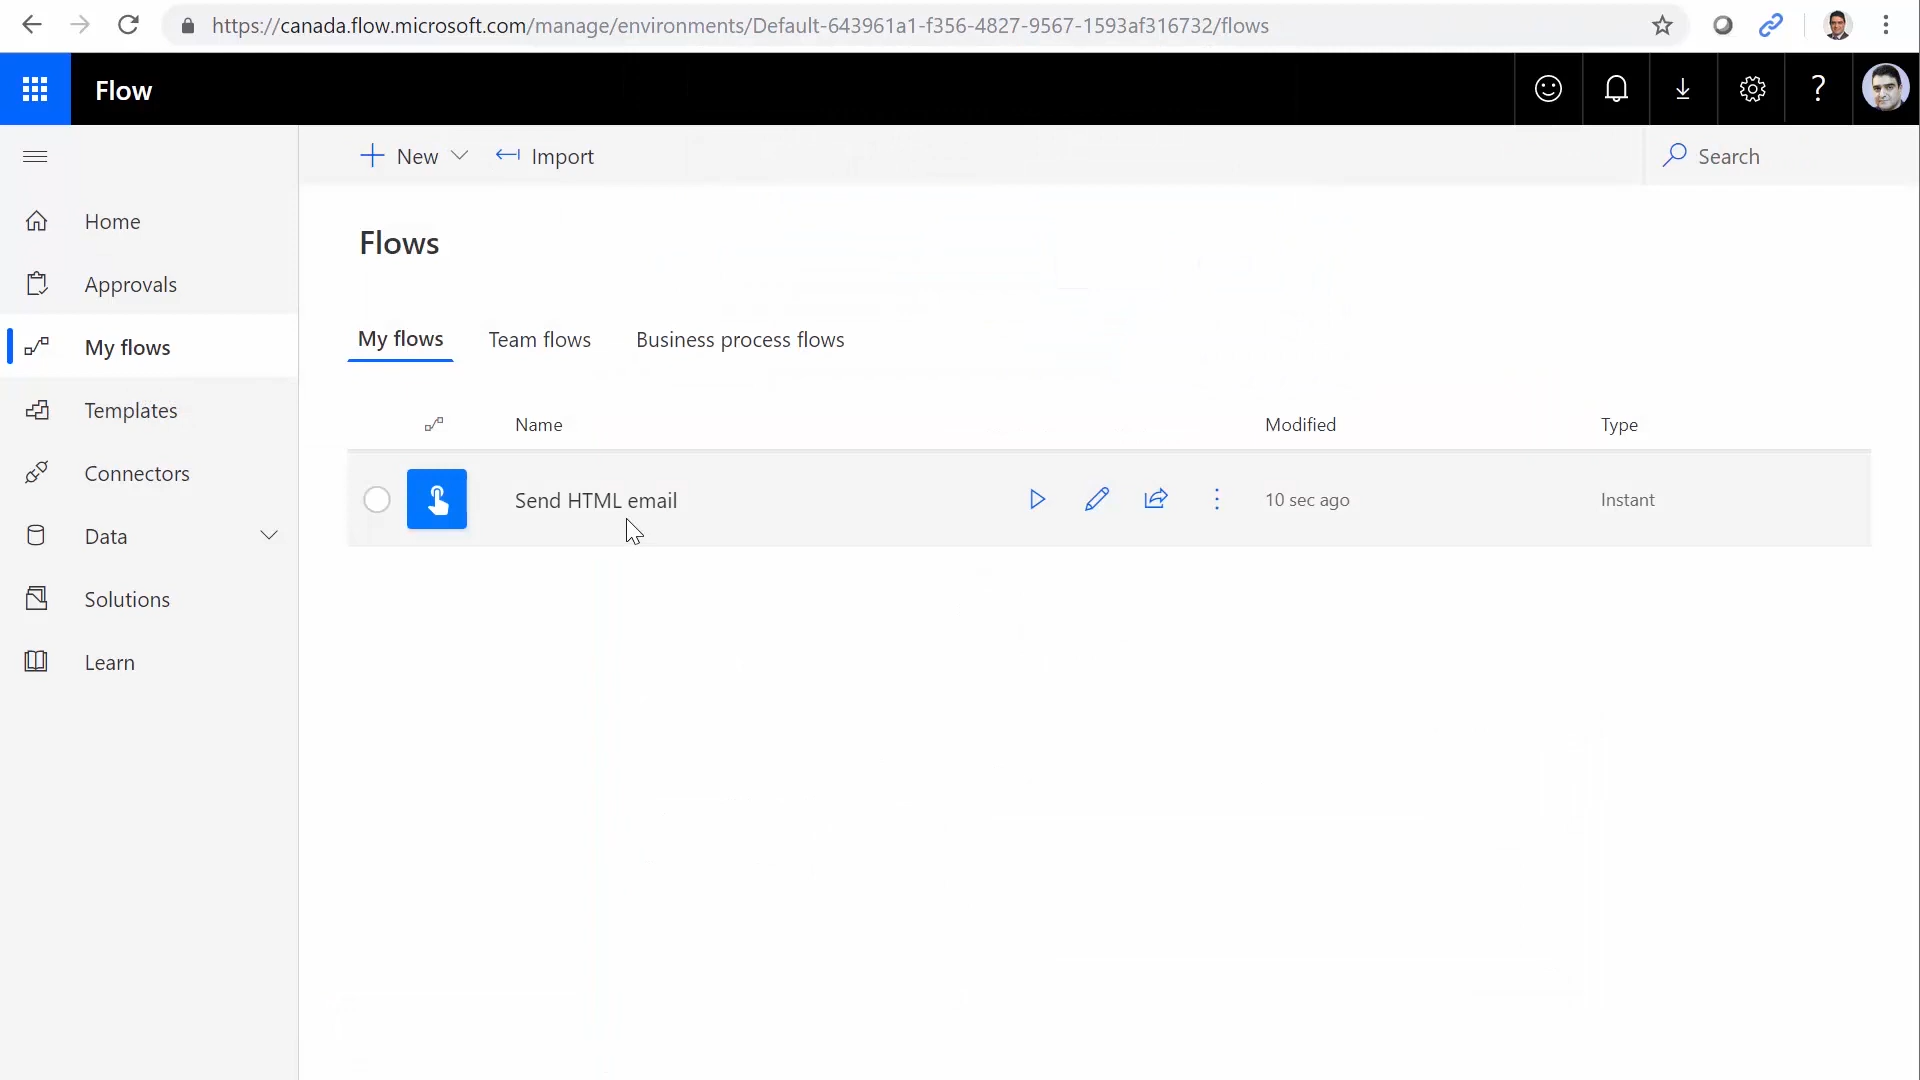 https://canada.flow.microsoft.com/manage/environments/Default-643961a1-f356-4827-9567-1593af316732/flows
Flow
New
Import
Search
Home
Approvals
My flows
Templates
Connectors
Data
Solutions
Learn
Flows
My flows Team flows Business process flows
Name Modified Type
Send HTML email 10 sec ago Instant